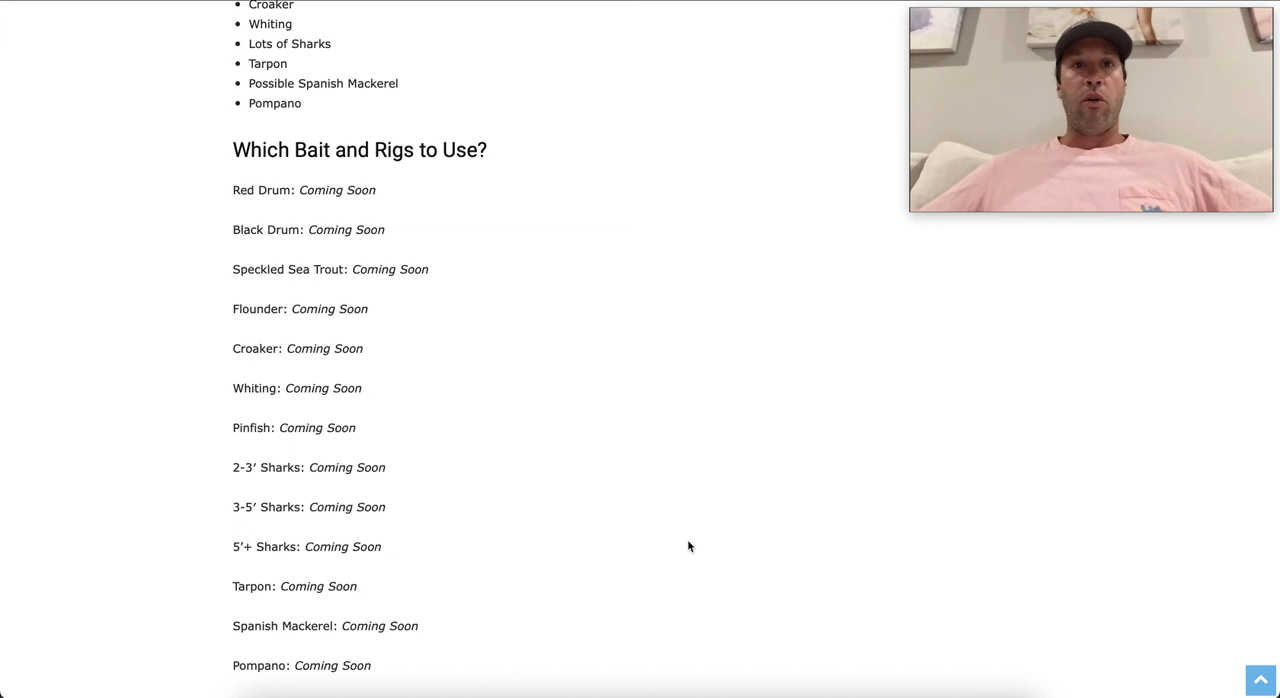 Croaker
Whiting
Lots of Sharks
Tarpon
Possible Spanish Mackerel
Pompano
Which Bait and Rigs to Use?
Red Drum: Coming Soon
Black Drum: Coming Soon
Speckled Sea Trout: Coming Soon
Flounder: Coming Soon
Croaker: Coming Soon
Whiting: Coming Soon
Pinfish: Coming Soon
2-3′ Sharks: Coming Soon
3-5′ Sharks: Coming Soon
5’+ Sharks: Coming Soon
Tarpon: Coming Soon
Spanish Mackerel: Coming Soon
Pompano: Coming Soon